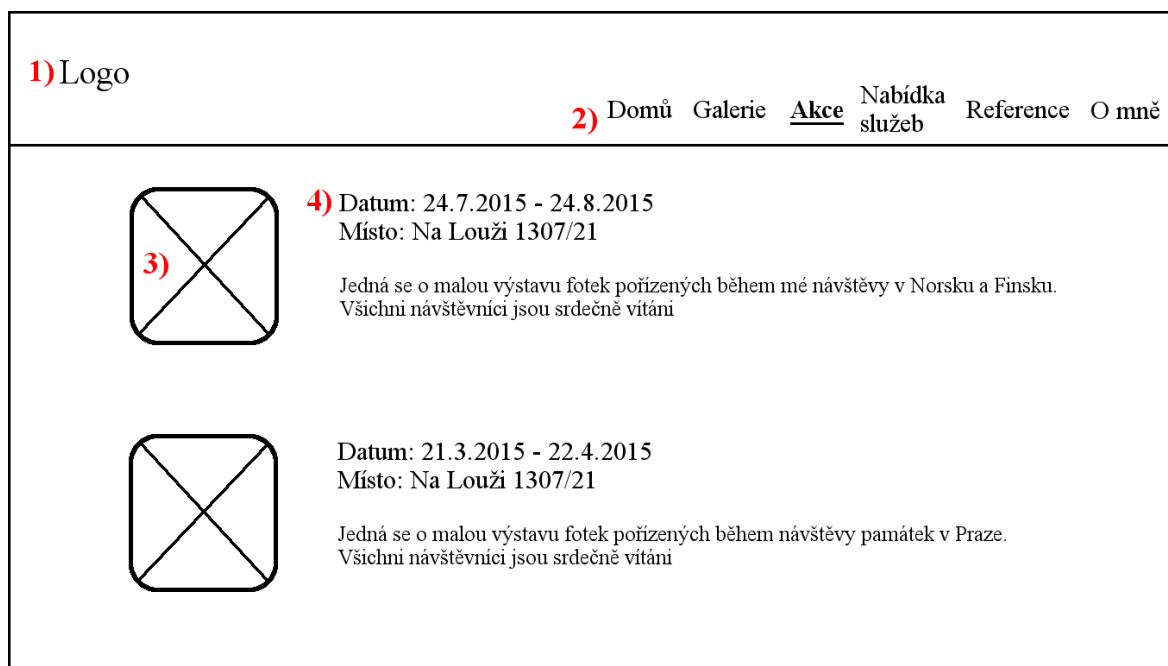 1) Logo
2) Domů Galerie Akce Nabídka služeb Reference O mně
3)
4) Datum: 24.7.2015 - 24.8.2015
Místo: Na Louži 1307/21
Jedná se o malou výstavu fotek pořízených během mé návštěvy v Norsku a Finsku.
Všichni návštěvníci jsou srdečně vítáni
Datum: 21.3.2015 - 22.4.2015
Místo: Na Louži 1307/21
Jedná se o malou výstavu fotek pořízených během návštěvy památek v Praze.
Všichni návštěvníci jsou srdečně vítáni